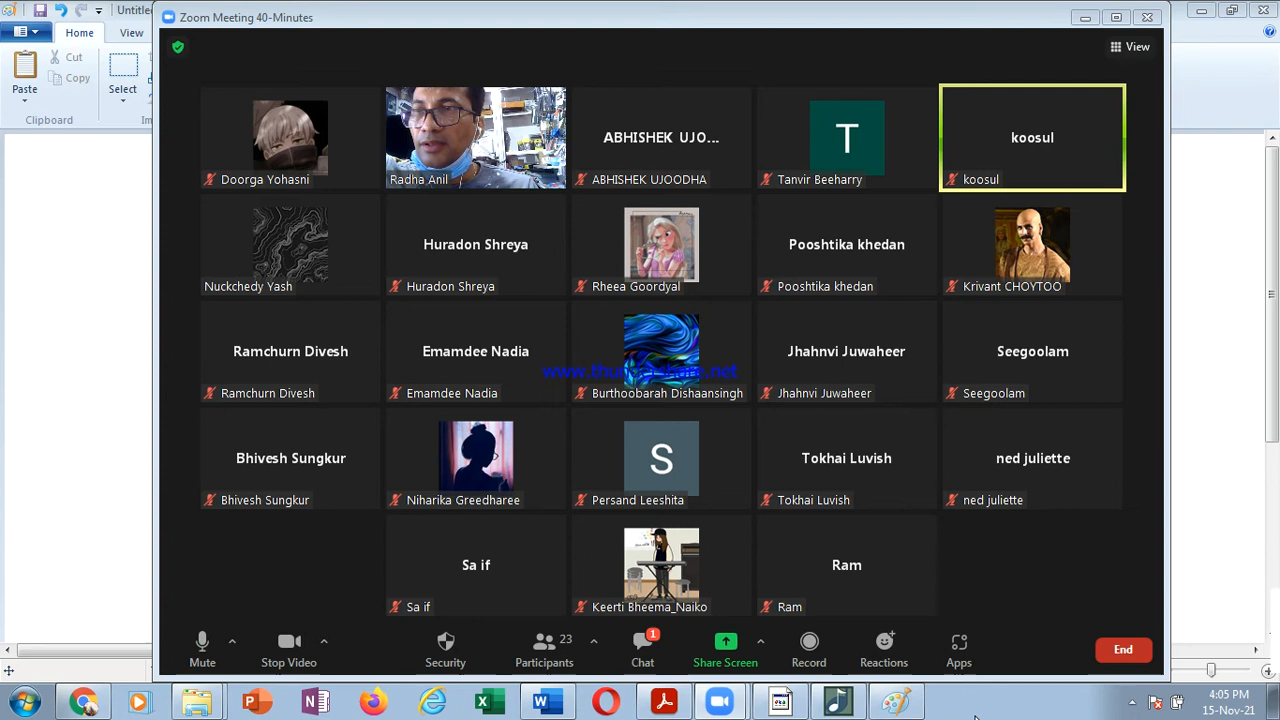 Untitle
Zoom Meeting 40-Minutes
Home
View
Cut
Copy
Paste
Select
Clipboard
View
Doorga Yohasni
Radha Anil
ABHISHEK UJO...
ABHISHEK UJOODHA
T
Tanvir Beeharry
koosul
koosul
Nuckchedy Yash
Huradon Shreya
Huradon Shreya
Rheea Goordyal
Pooshtika khedan
Pooshtika khedan
Krivant CHOYTOO
Ramchurn Divesh
Ramchurn Divesh
Emamdee Nadia
Emamdee Nadia
Burthoobarah Dishaansingh
Jhahnvi Juwaheer
Jhahnvi Juwaheer
Seegoolam
Seegoolam
Bhivesh Sungkur
Bhivesh Sungkur
Niharika Greedharee
S
Persand Leeshita
Tokhai Luvish
Tokhai Luvish
ned juliette
ned juliette
Sa if
Sa if
Keerti Bheema_Naiko
Ram
Ram
Mute
Stop Video
Security
Participants
23
Chat
1
Share Screen
Record
Reactions
Apps
End
4:05 PM
15-Nov-21